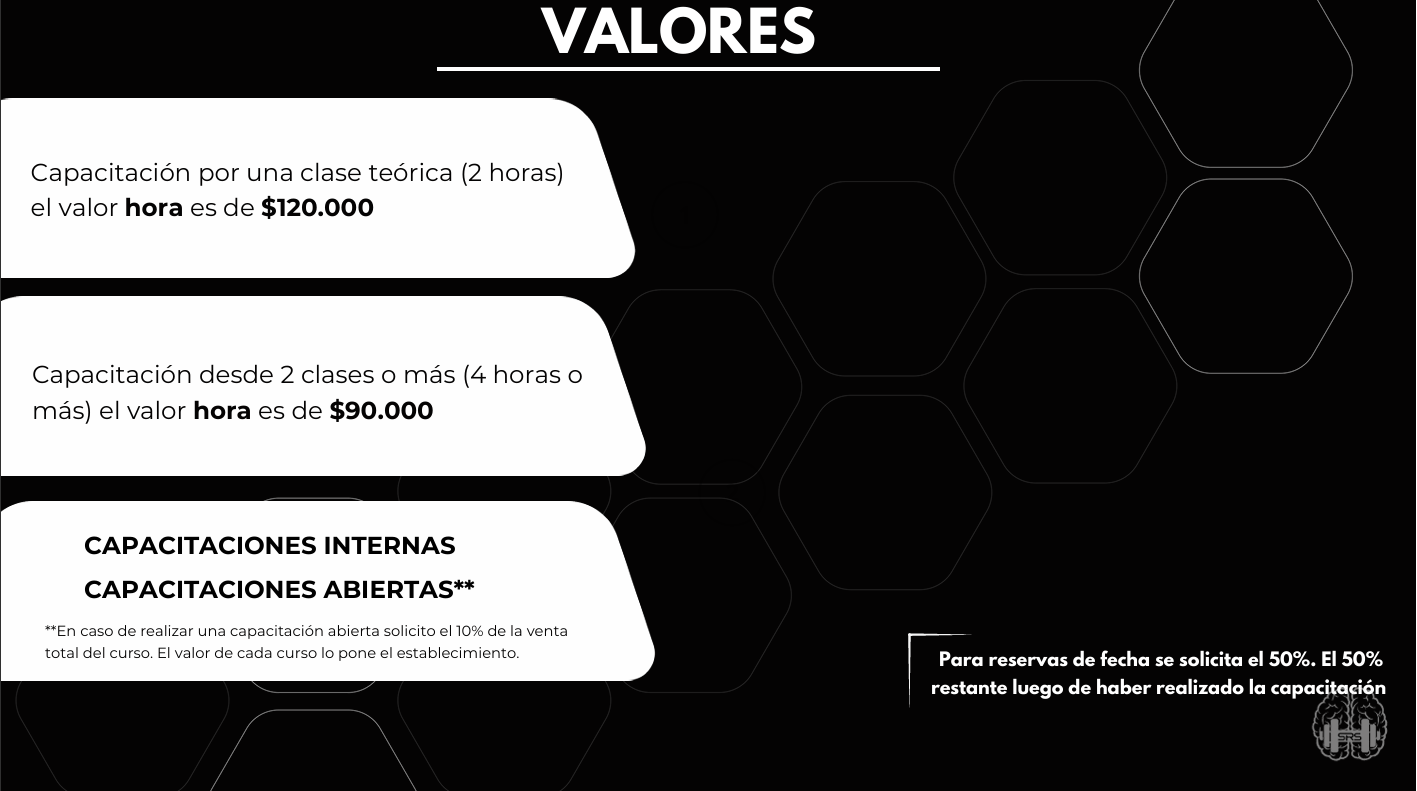 VALORES
Capacitación por una clase teórica (2 horas)
el valor hora es de $120.000
Capacitación desde 2 clases o más (4 horas o
más) el valor hora es de $90.000
CAPACITACIONES INTERNAS
CAPACITACIONES ABIERTAS**
**En caso de realizar una capacitación abierta solicito el 10% de la venta
total del curso. El valor de cada curso lo pone el establecimiento.
Para reservas de fecha se solicita el 50%. El 50%
restante luego de haber realizado la capacitación
SRS